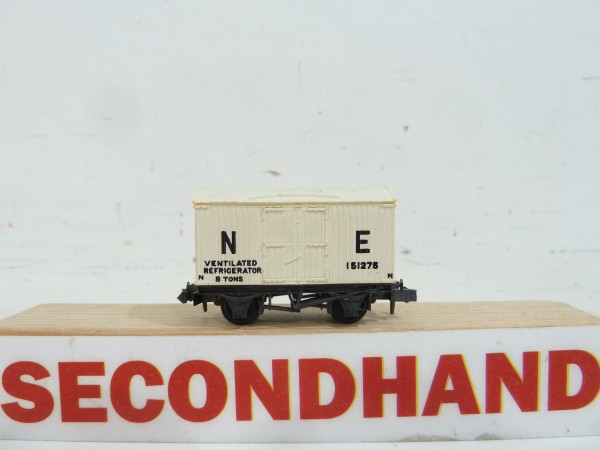 N E
VENTILATED
REFRIGERATOR
8 TONS
151275
N N
SECONDHAND